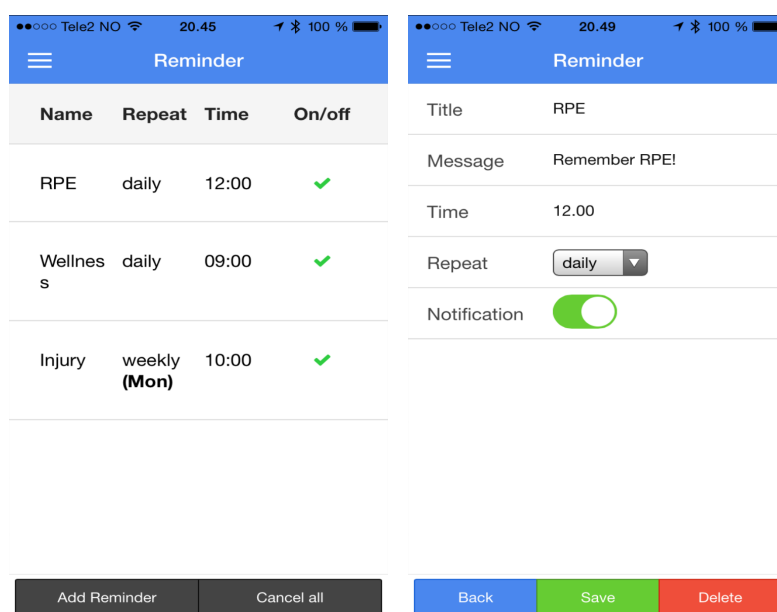 ●●○○○ Tele2 NO 20.45 100 %
Reminder
Name Repeat Time On/off
RPE daily 12:00
Wellnes daily 09:00
s
Injury weekly 10:00
(Mon)
Add Reminder Cancel all
●●○○○ Tele2 NO 20.49 100 %
Reminder
Title RPE
Message Remember RPE!
Time 12.00
Repeat daily
Notification
Back Save Delete